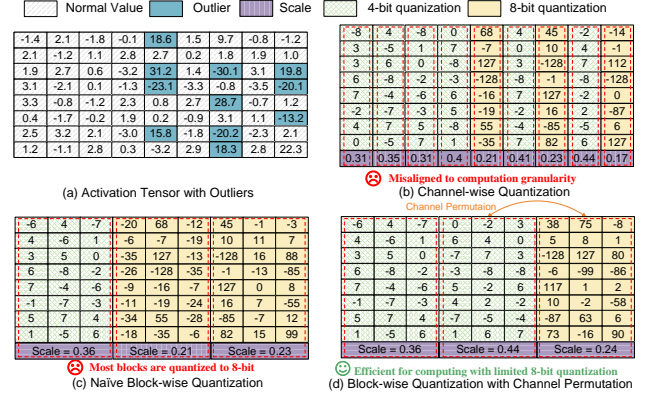 Normal Value Outlier Scale 4-bit quanization 8-bit quanization
-1.4 2.1 -1.8 -0.1 18.6 1.5 9.7 -0.8 -1.2
2.1 -1.2 1.1 2.8 2.7 0.2 1.8 1.9 1.0
1.9 2.7 0.6 -3.2 31.2 1.4 -30.1 3.1 19.8
3.1 -2.1 0.1 -1.3 -23.1 -3.3 -0.8 -3.5 -20.1
3.3 -0.8 -1.2 2.3 0.8 2.7 28.7 -0.7 1.2
0.4 -1.7 -0.2 1.9 0.2 -0.9 3.1 1.1 -13.2
2.5 3.2 2.1 -3.0 15.8 -1.8 -20.2 -2.3 2.1
1.2 -1.1 2.8 0.3 -3.2 2.9 18.3 2.8 22.3
(a) Activation Tensor with Outliers
-8 4 -8 0 68 4 45 -2 -14
3 -5 1 7 -7 0 10 4 -1
3 6 0 -8 127 3 -128 7 112
6 -8 -2 -3 -128 -8 -1 -8 -128
7 -4 -6 6 -16 7 127 -2 0
-2 -7 -3 5 -19 -2 16 2 -87
4 7 5 -8 55 -4 -85 -5 6
0 -5 7 1 -35 7 82 6 127
0.31 0.35 0.31 0.4 0.21 0.41 0.23 0.44 0.17
Misaligned to computation granularity
(b) Channel-wise Quantization
-6 4 -7 -20 68 -12 45 -1 -3
4 -6 1 -6 -7 -19 10 11 7
3 5 0 -35 127 -13 -128 16 88
6 -8 -2 -26 -128 -35 -1 -13 -85
7 -4 -6 -9 -16 -7 127 0 8
-1 -7 -3 -11 -19 -24 16 7 -55
5 7 4 -34 55 -28 -85 -7 12
1 -5 6 -18 -35 -6 82 15 99
Scale = 0.36 Scale = 0.21 Scale = 0.23
Most blocks are quantized to 8-bit
(c) Naïve Block-wise Quantization
Channel Permutaion
-6 4 -7 0 -2 3 38 75 -8
4 -6 1 6 4 0 5 8 1
3 5 0 -7 7 3 -128 127 80
6 -8 -2 -3 -8 -8 -6 -99 -86
7 -4 -6 5 -2 6 117 1 2
-1 -7 -3 4 2 -2 10 -2 -58
5 7 4 -7 -5 -4 -87 63 6
1 -5 6 1 6 7 73 -16 90
Scale = 0.36 Scale = 0.44 Scale = 0.24
Efficient for computing with limited 8-bit quantization
(d) Block-wise Quantization with Channel Permutation